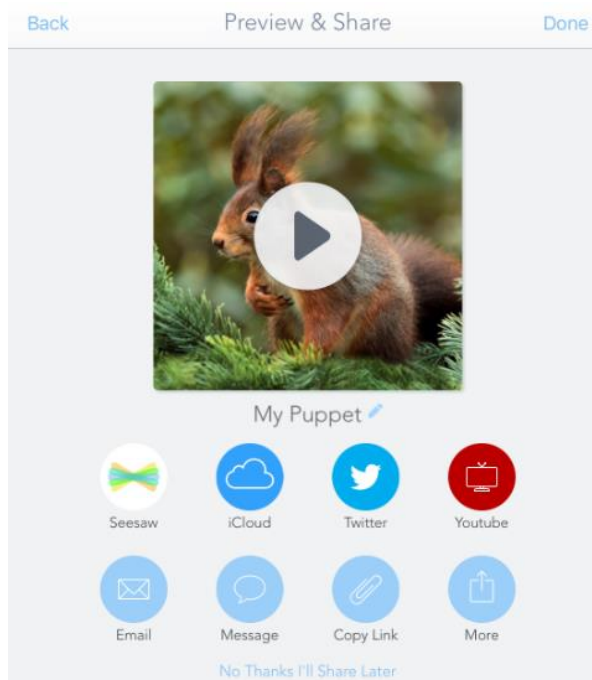 Back Preview & Share Done
My Puppet
Seesaw iCloud Twitter Youtube
Email Message Copy Link More
No Thanks I'll Share Later